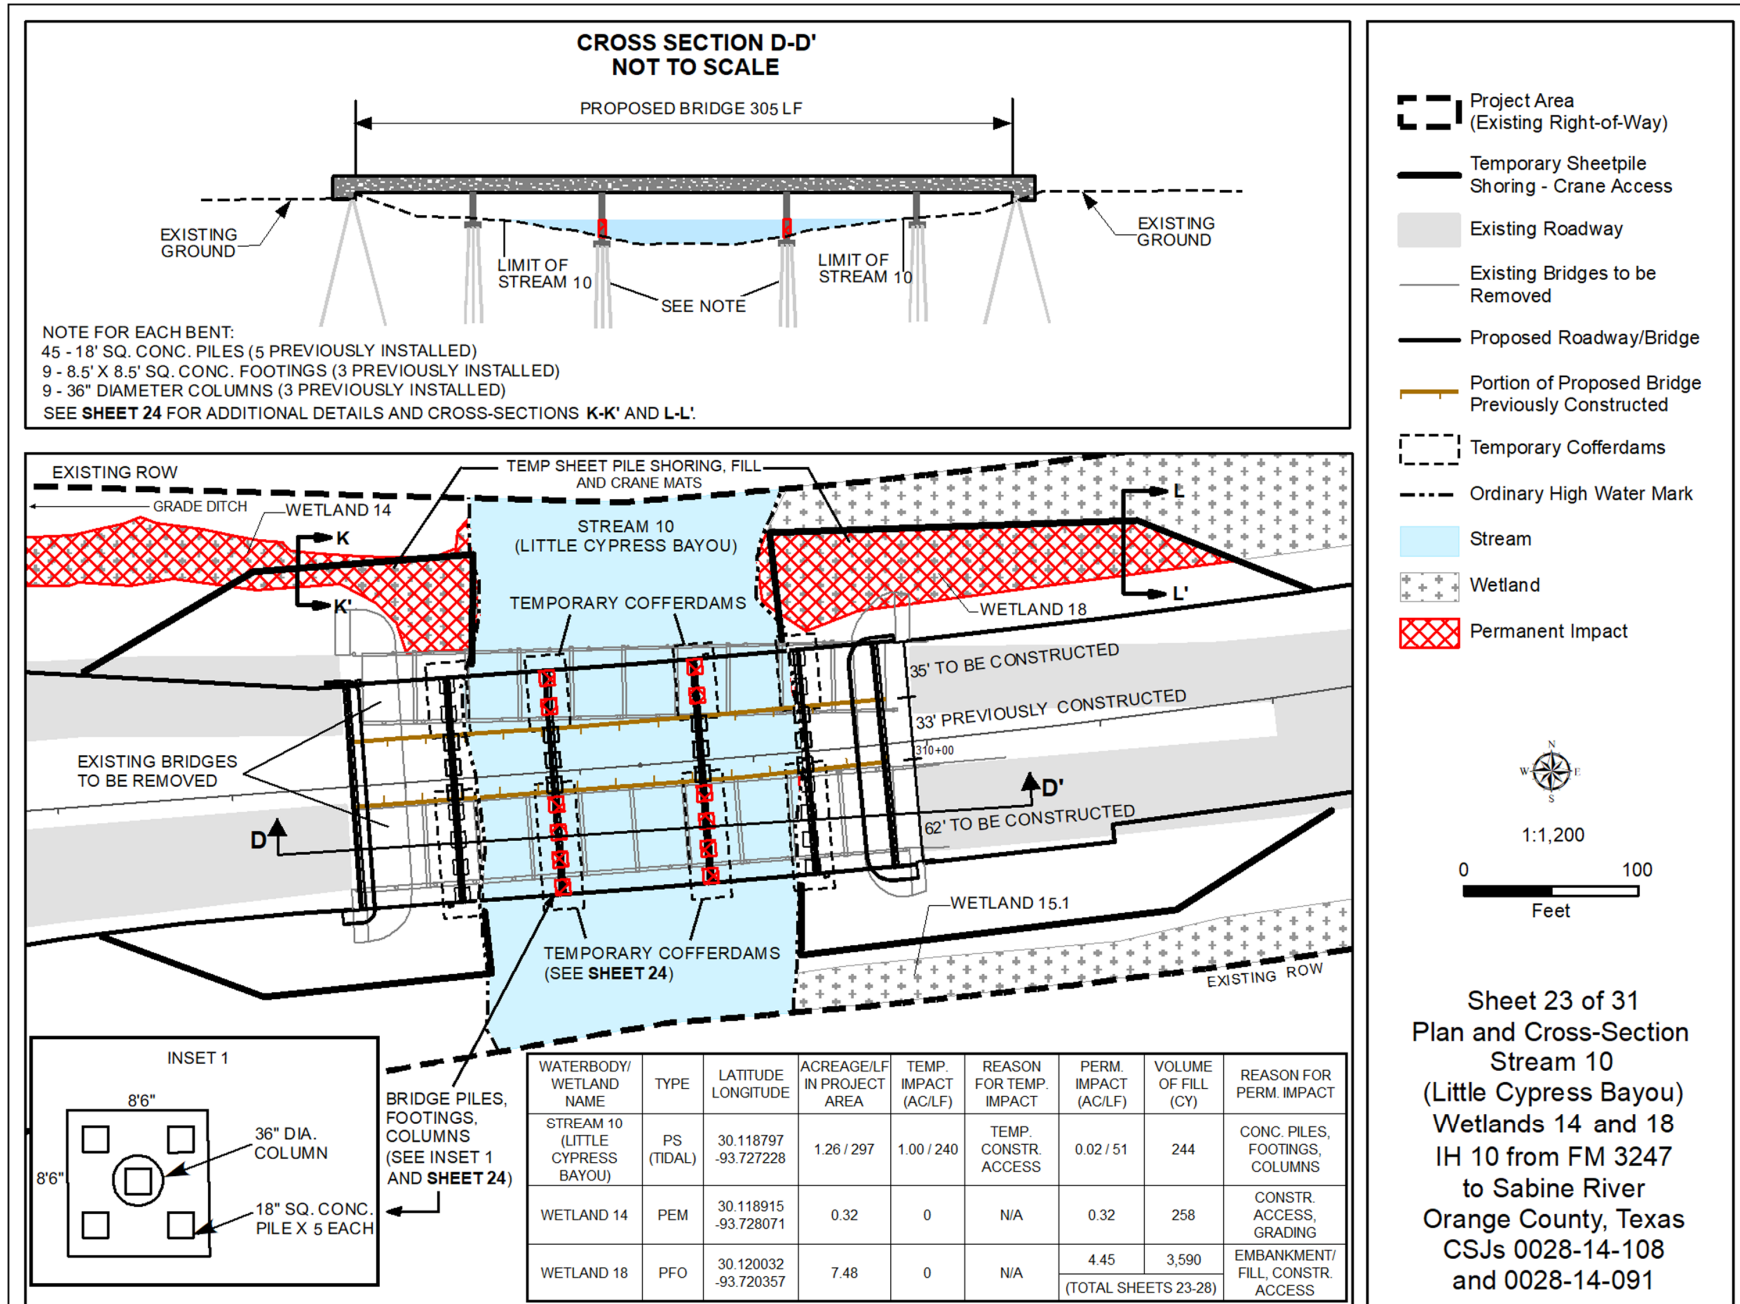 CROSS SECTION D-D'
NOT TO SCALE
PROPOSED BRIDGE 305 LF
EXISTING
GROUND
LIMIT OF
STREAM 10
SEE NOTE
LIMIT OF
STREAM 10
EXISTING
GROUND
NOTE FOR EACH BENT:
45 - 18' SQ. CONC. PILES (5 PREVIOUSLY INSTALLED)
9 - 8.5' X 8.5' SQ. CONC. FOOTINGS (3 PREVIOUSLY INSTALLED)
9 - 36" DIAMETER COLUMNS (3 PREVIOUSLY INSTALLED)
SEE SHEET 24 FOR ADDITIONAL DETAILS AND CROSS-SECTIONS K-K' AND L-L'.
EXISTING ROW
GRADE DITCH
WETLAND 14
TEMP SHEET PILE SHORING, FILL
AND CRANE MATS
STREAM 10
(LITTLE CYPRESS BAYOU)
K
K'
L
L'
TEMPORARY COFFERDAMS
WETLAND 18
35' TO BE CONSTRUCTED
33' PREVIOUSLY CONSTRUCTED
310+00
EXISTING BRIDGES
TO BE REMOVED
D
D'
62' TO BE CONSTRUCTED
WETLAND 15.1
TEMPORARY COFFERDAMS
(SEE SHEET 24)
EXISTING ROW
INSET 1
8'6"
8'6"
36" DIA.
COLUMN
18" SQ. CONC.
PILE X 5 EACH
BRIDGE PILES,
FOOTINGS,
COLUMNS
(SEE INSET 1
AND SHEET 24)
WATERBODY/
WETLAND
NAME
TYPE
LATITUDE
LONGITUDE
ACREAGE/LF
IN PROJECT
AREA
TEMP.
IMPACT
(AC/LF)
REASON
FOR TEMP.
IMPACT
PERM.
IMPACT
(AC/LF)
VOLUME
OF FILL
(CY)
REASON FOR
PERM. IMPACT
STREAM 10
(LITTLE
CYPRESS
BAYOU)
PS
(TIDAL)
30.118797
-93.727228
1.26 / 297
1.00 / 240
TEMP.
CONSTR.
ACCESS
0.02 / 51
244
CONC. PILES,
FOOTINGS,
COLUMNS
WETLAND 14
PEM
30.118915
-93.728071
0.32
0
N/A
0.32
258
CONSTR.
ACCESS,
GRADING
WETLAND 18
PFO
30.120032
-93.720357
7.48
0
N/A
4.45
3,590
(TOTAL SHEETS 23-28)
EMBANKMENT/
FILL, CONSTR.
ACCESS
Project Area
(Existing Right-of-Way)
Temporary Sheetpile
Shoring - Crane Access
Existing Roadway
Existing Bridges to be
Removed
Proposed Roadway/Bridge
Portion of Proposed Bridge
Previously Constructed
Temporary Cofferdams
Ordinary High Water Mark
Stream
Wetland
Permanent Impact
N
W E
S
1:1,200
0 100
Feet
Sheet 23 of 31
Plan and Cross-Section
Stream 10
(Little Cypress Bayou)
Wetlands 14 and 18
IH 10 from FM 3247
to Sabine River
Orange County, Texas
CSJs 0028-14-108
and 0028-14-091